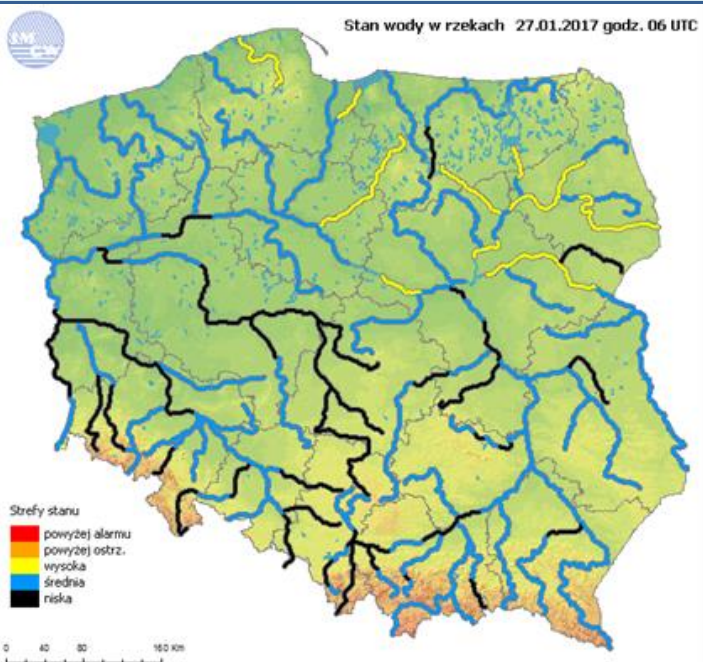 Stan wody w rzekach 27.01.2017 godz. 06 UTC
Strefy stanu
powyżej alarmu
powyżej ostrz.
wysoka
średnia
niska
0 40 80 160 Km